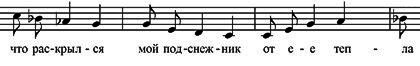 что рас-крыл-ся мой под-снеж-ник от е-е теп-ла